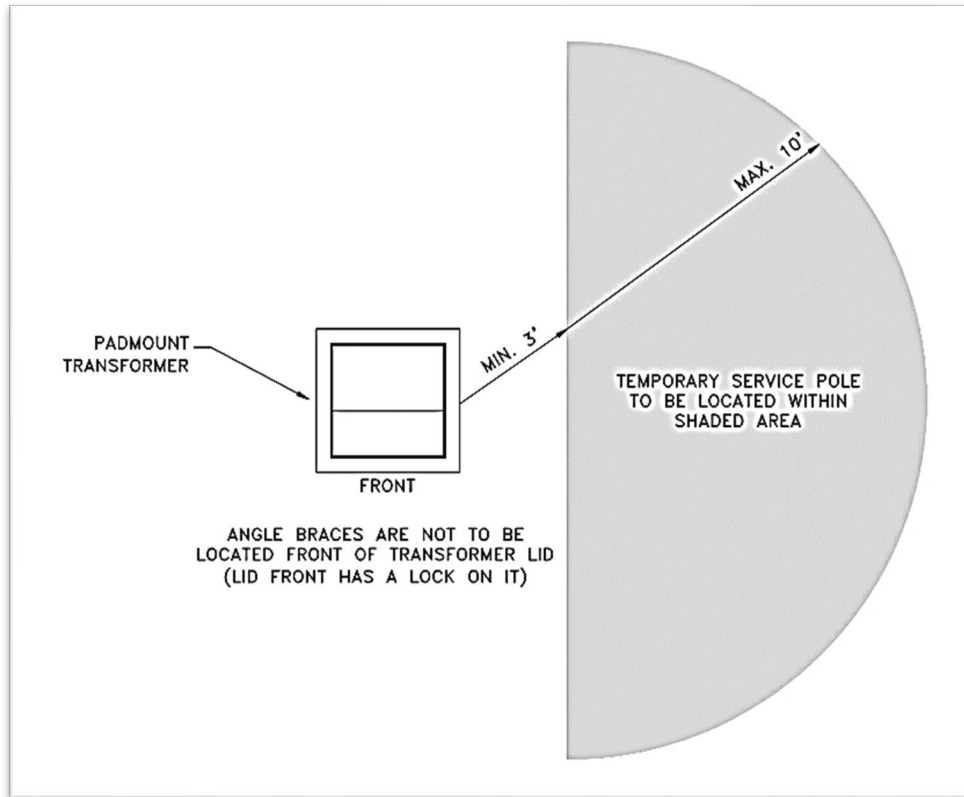 MAX. 10'
MIN. 3'
PADMOUNT
TRANSFORMER
TEMPORARY SERVICE POLE
TO BE LOCATED WITHIN
SHADED AREA
FRONT
ANGLE BRACES ARE NOT TO BE
LOCATED FRONT OF TRANSFORMER LID
(LID FRONT HAS A LOCK ON IT)